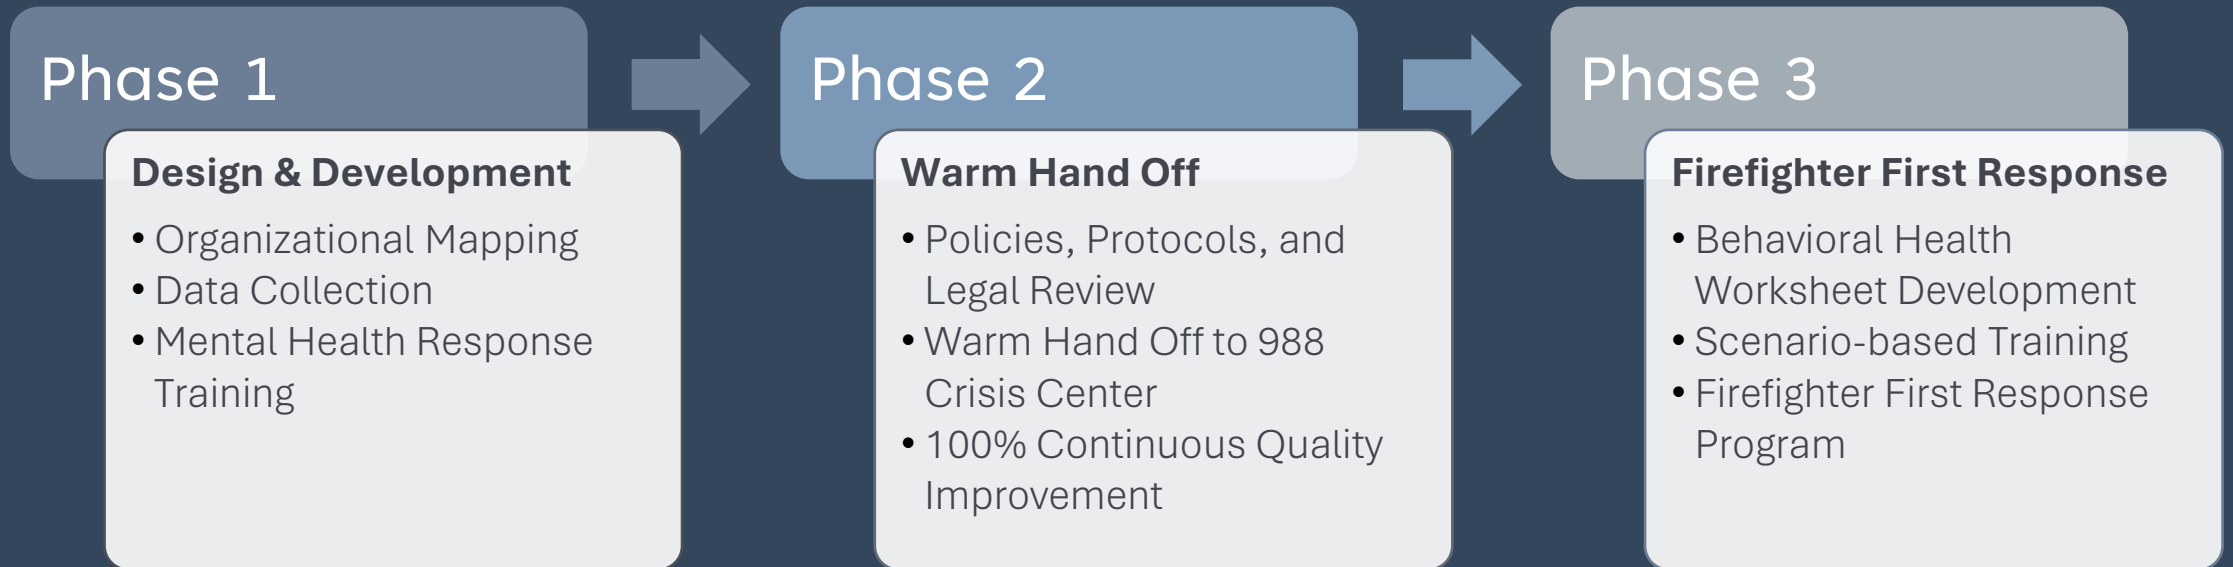 Phase 1
Design & Development
• Organizational Mapping
• Data Collection
• Mental Health Response
Training
Phase 2
Warm Hand Off
• Policies, Protocols, and
Legal Review
• Warm Hand Off to 988
Crisis Center
• 100% Continuous Quality
Improvement
Phase 3
Firefighter First Response
• Behavioral Health
Worksheet Development
• Scenario-based Training
• Firefighter First Response
Program